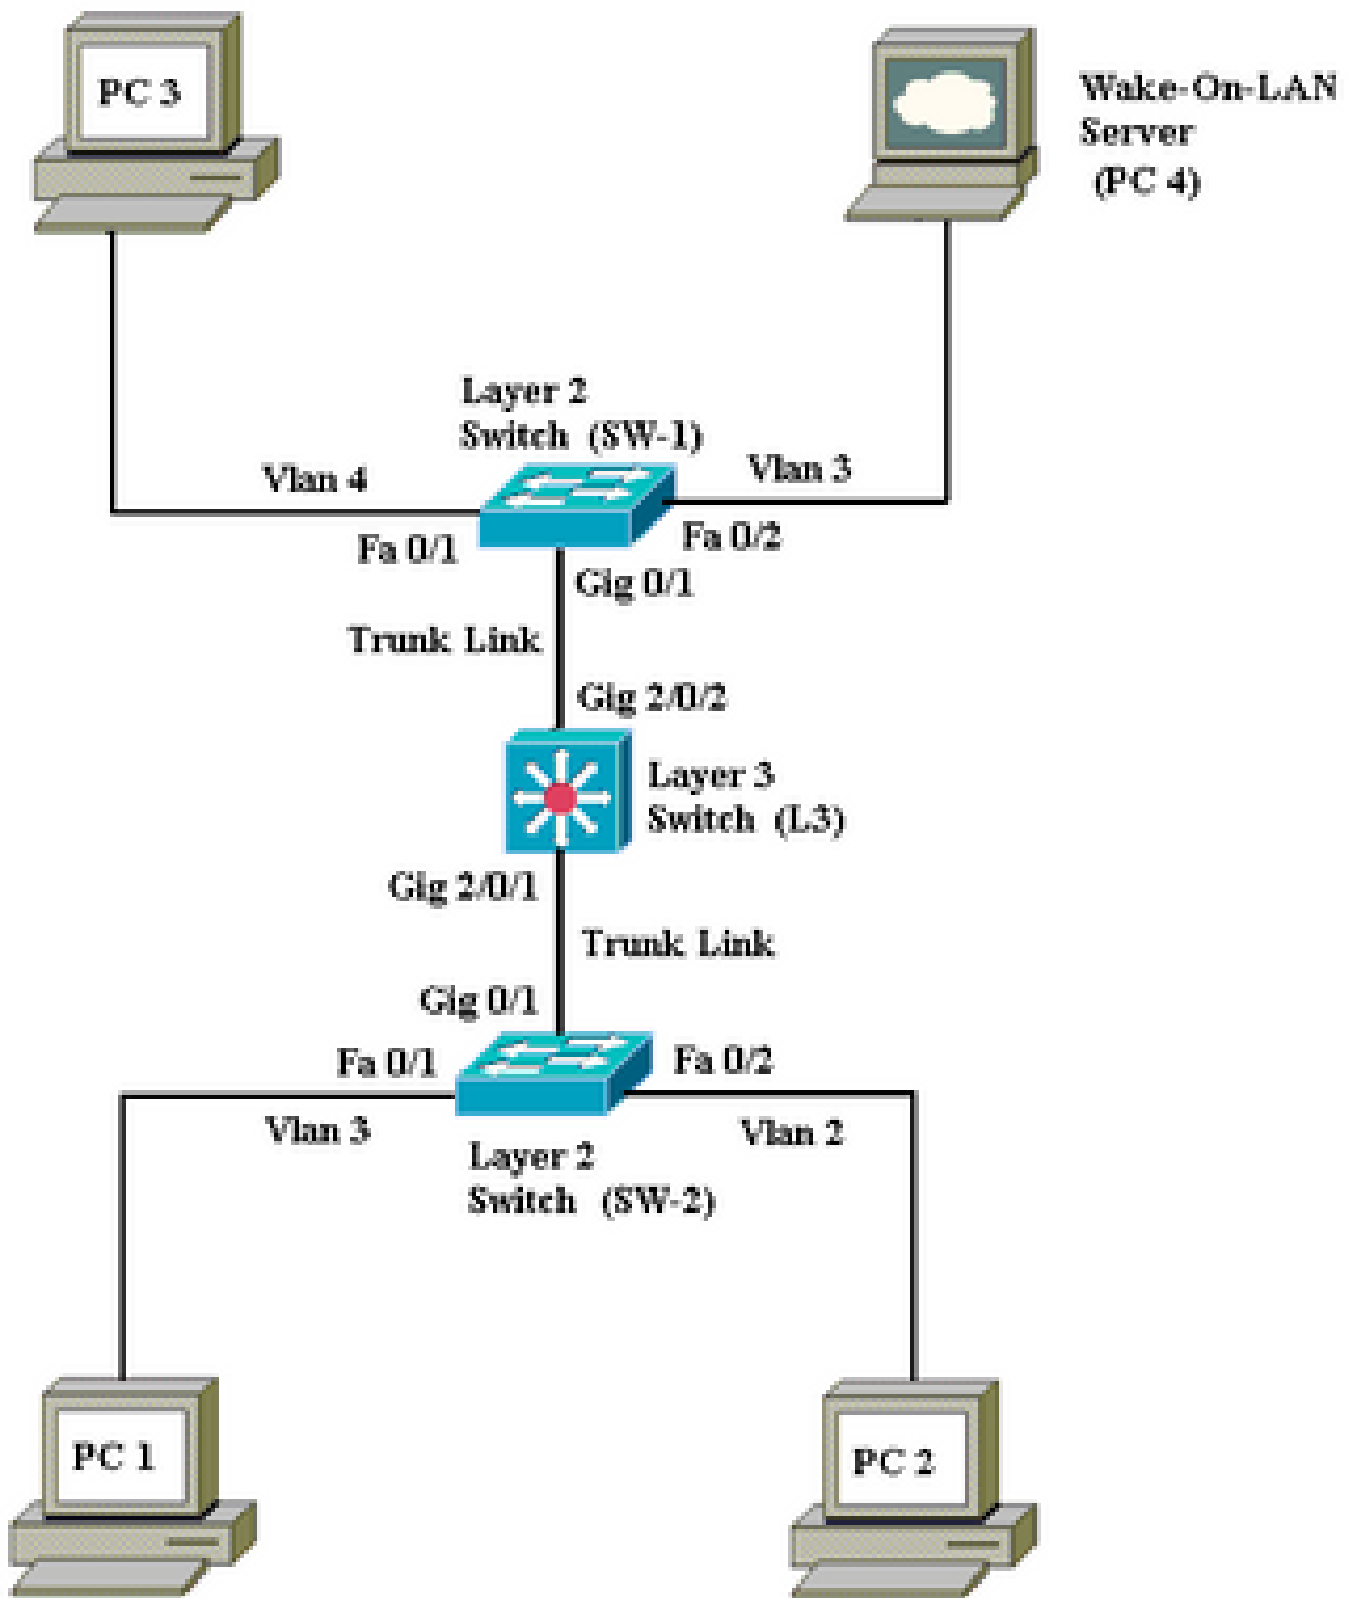 PC 3
Wake-On-LAN
Server
(PC 4)
Layer 2
Switch (SW-1)
Vlan 4
Vlan 3
Fa 0/1
Fa 0/2
Gig 0/1
Trunk Link
Gig 2/0/2
Layer 3
Switch (L3)
Gig 2/0/1
Trunk Link
Gig 0/1
Fa 0/1
Fa 0/2
Vlan 3
Vlan 2
Layer 2
Switch (SW-2)
PC 1
PC 2